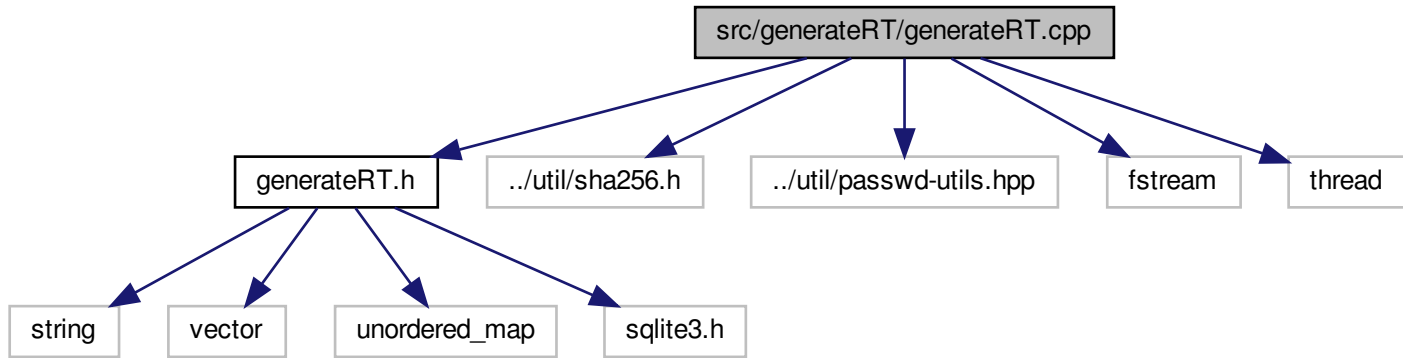 src/generateRT/generateRT.cpp
generateRT.h
../util/sha256.h
../util/passwd-utils.hpp
fstream
thread
string
vector
unordered_map
sqlite3.h